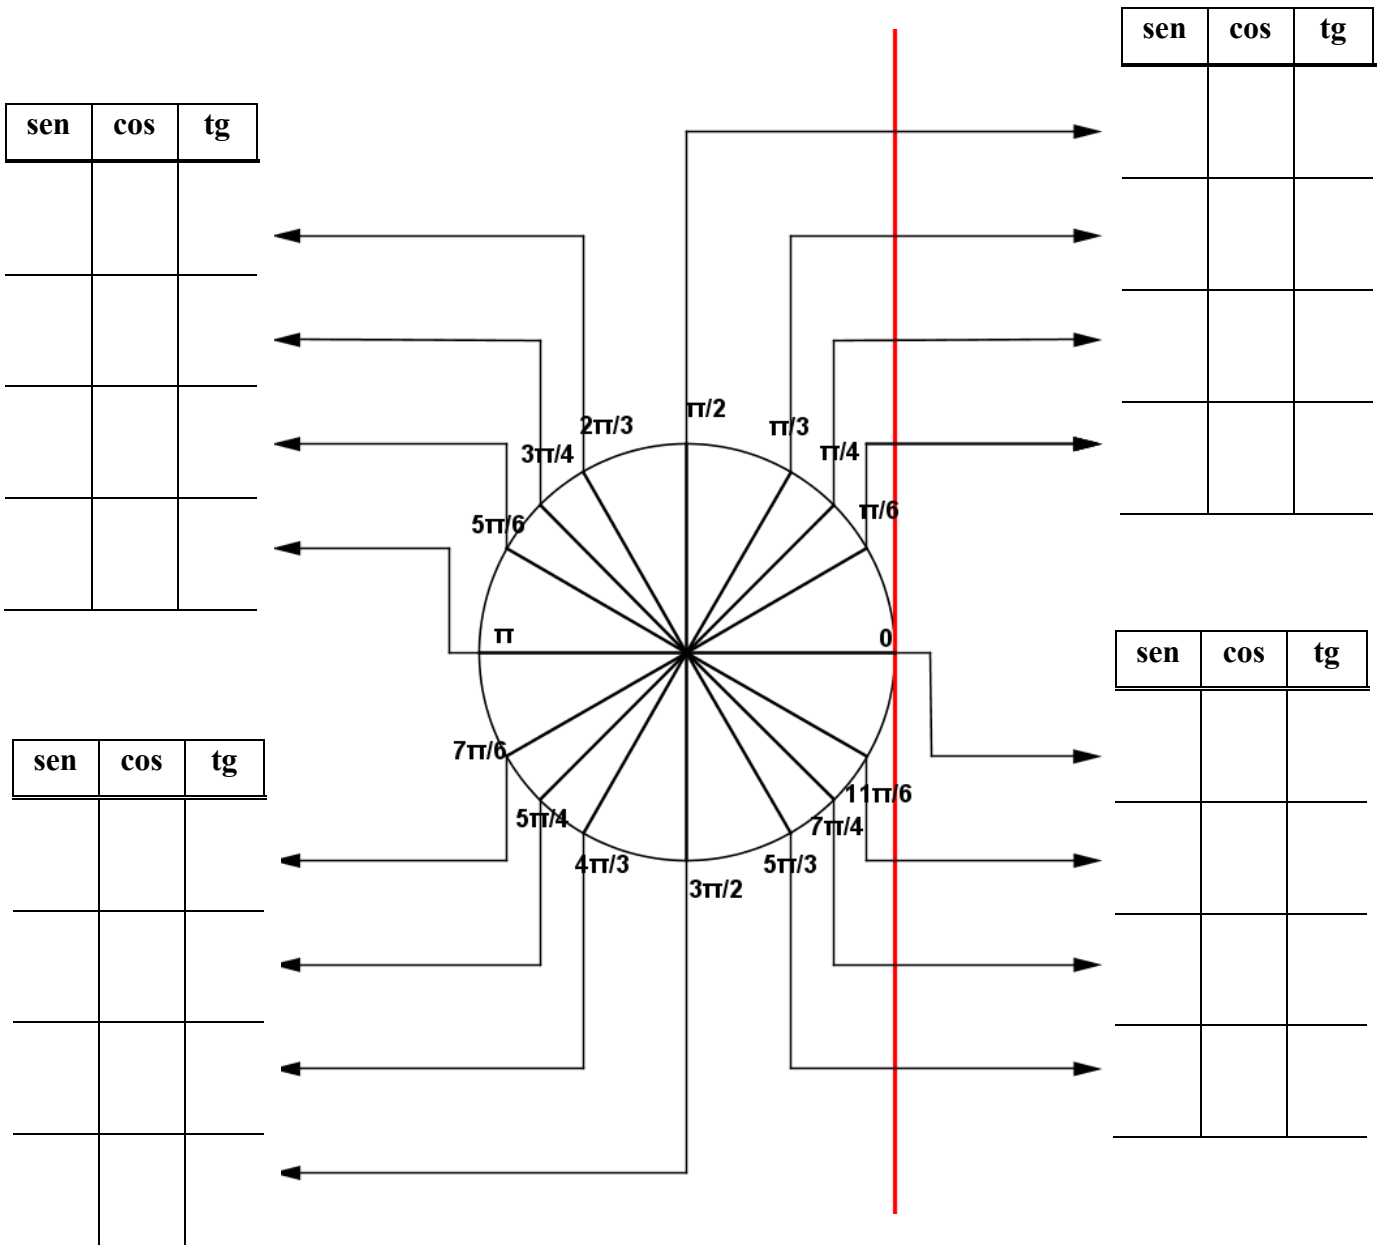 sen cos tg
sen cos tg
π/2
2π/3
π/3
3π/4
π/4
5π/6
π/6
π
0
sen cos tg
7π/6
sen cos tg
11π/6
5π/4
7π/4
4π/3
5π/3
3π/2